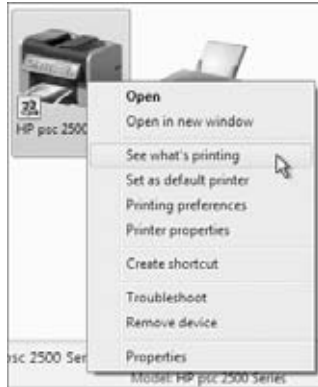 HP psc 2500
Open
Open in new window
See what's printing
Set as default printer
Printing preferences
Printer properties
Create shortcut
Troubleshoot
Remove device
Properties
psc 2500 Ser
Model: HP psc 2500 Series